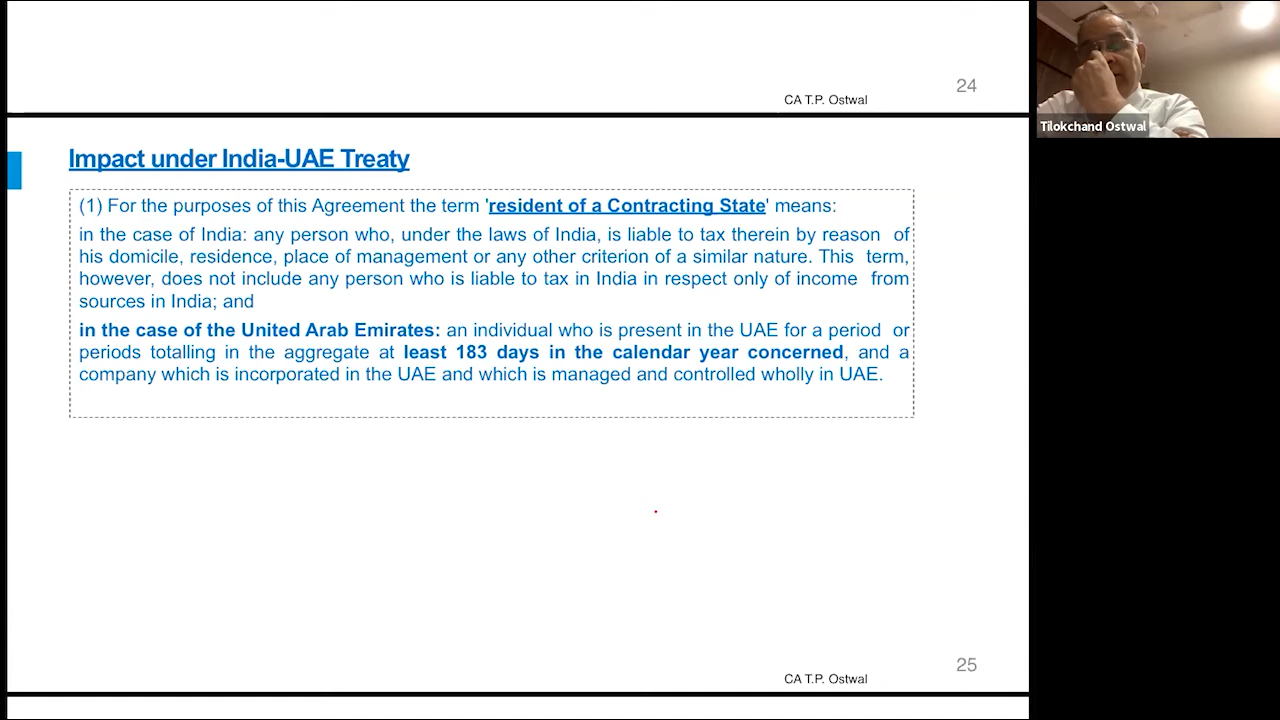 24
CA T.P. Ostwal
Tilokchand Ostwal
Impact under India-UAE Treaty
(1) For the purposes of this Agreement the term 'resident of a Contracting State' means:
in the case of India: any person who, under the laws of India, is liable to tax therein by reason of
his domicile, residence, place of management or any other criterion of a similar nature. This term,
however, does not include any person who is liable to tax in India in respect only of income from
sources in India; and
in the case of the United Arab Emirates: an individual who is present in the UAE for a period or
periods totalling in the aggregate at least 183 days in the calendar year concerned, and a
company which is incorporated in the UAE and which is managed and controlled wholly in UAE.
25
CA T.P. Ostwal